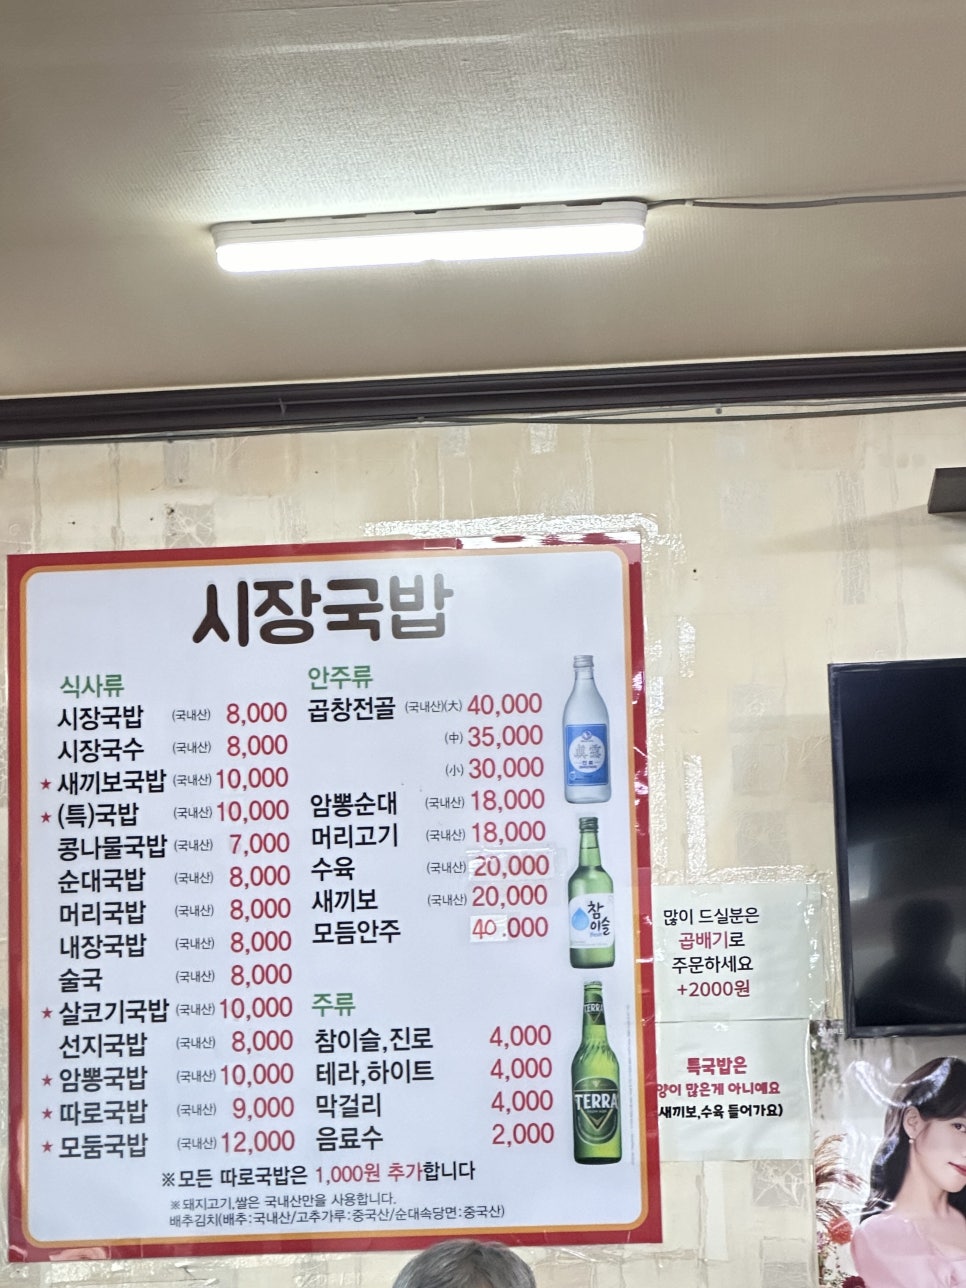 시장국밥
식사류
시장국밥 (국내산) 8,000
시장국수 (국내산) 8,000
★ 새끼보국밥 (국내산) 10,000
★ (특)국밥 (국내산) 10,000
콩나물국밥 (국내산) 7,000
순대국밥 (국내산) 8,000
머리국밥 (국내산) 8,000
내장국밥 (국내산) 8,000
술국 (국내산) 8,000
★ 살코기국밥 (국내산) 10,000
선지국밥 (국내산) 8,000
★ 암뽕국밥 (국내산) 10,000
★ 따로국밥 (국내산) 9,000
★ 모둠국밥 (국내산) 12,000
안주류
곱창전골 (국내산)(大) 40,000
(中) 35,000
(小) 30,000
암뽕순대 (국내산) 18,000
머리고기 (국내산) 18,000
수육 (국내산) 20,000
새끼보 (국내산) 20,000
모듬안주 40.000
주류
참이슬,진로 4,000
테라,하이트 4,000
막걸리 4,000
음료수 2,000
※모든 따로국밥은 1,000원 추가합니다
※ 돼지고기,쌀은 국내산만을 사용합니다.
배추김치(배추:국내산/고추가루:중국산/순대속당면:중국산)
참
이슬
TERRA
TERRA
많이 드실분은
곱배기로
주문하세요
+2000원
특국밥은
양이 많은게 아니예요
새끼보,수육 들어가요)